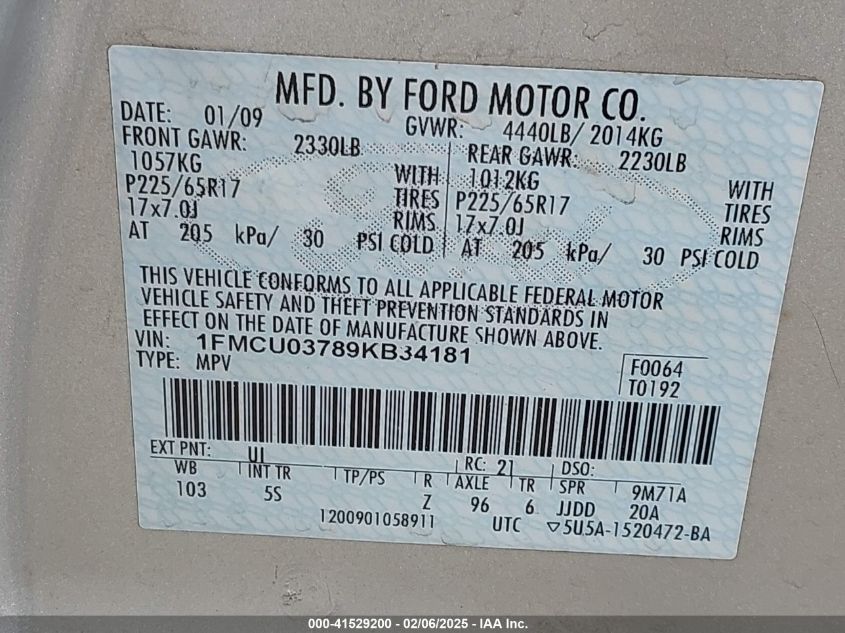 MFD. BY FORD MOTOR CO.
DATE: 01/09 GVWR: 4440LB/ 2014KG
FRONT GAWR: 2330LB REAR GAWR: 2230LB
1057KG WITH 1012KG WITH
P225/65R17 TIRES P225/65R17 TIRES
17x7.0J RIMS 17x7.0J RIMS
AT 205 kPa/ 30 PSI COLD AT 205 kPa/ 30 PSI COLD
THIS VEHICLE CONFORMS TO ALL APPLICABLE FEDERAL MOTOR
VEHICLE SAFETY AND THEFT PREVENTION STANDARDS IN
EFFECT ON THE DATE OF MANUFACTURE SHOWN ABOVE.
VIN: 1FMCU03789KB34181
TYPE: MPV
F0064
T0192
EXT PNT: UI RC: 21 DSO:
WB INT TR TP/PS R AXLE TR SPR 9M71A
103 5S Z 96 6 JJDD 20A
1200901058911 UTC ▽5U5A-1520472-BA
000-41529200 - 02/06/2025 - IAA Inc.